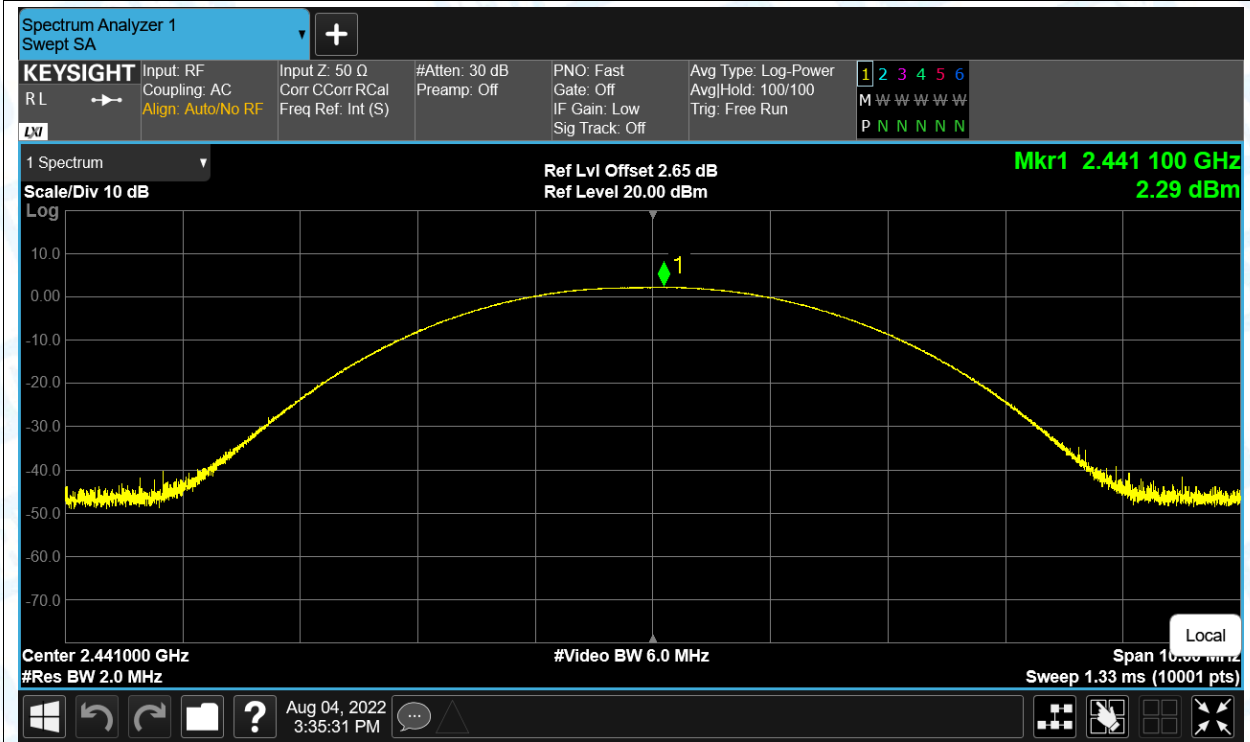 Spectrum Analyzer 1
Swept SA
+
KEYSIGHT
R L
LXI
Input: RF
Coupling: AC
Align: Auto/No RF
Input Z: 50 Ω
Corr CCorr RCal
Freq Ref: Int (S)
#Atten: 30 dB
Preamp: Off
PNO: Fast
Gate: Off
IF Gain: Low
Sig Track: Off
Avg Type: Log-Power
Avg|Hold: 100/100
Trig: Free Run
1 2 3 4 5 6
M W W W W W
P N N N N N
1 Spectrum
Scale/Div 10 dB
Ref Lvl Offset 2.65 dB
Ref Level 20.00 dBm
Mkr1 2.441 100 GHz
2.29 dBm
Log
10.0
0.00
-10.0
-20.0
-30.0
-40.0
-50.0
-60.0
-70.0
1
Local
Center 2.441000 GHz
#Res BW 2.0 MHz
#Video BW 6.0 MHz
Span 10.00 MHz
Sweep 1.33 ms (10001 pts)
?
Aug 04, 2022
3:35:31 PM